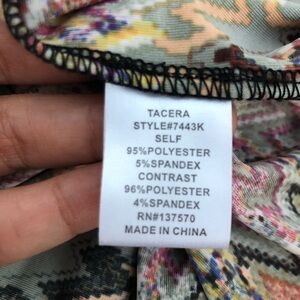 TACERA
STYLE#7443K
SELF
95%POLYESTER
5%SPANDEX
CONTRAST
96%POLYESTER
4%SPANDEX
RN#137570
MADE IN CHINA